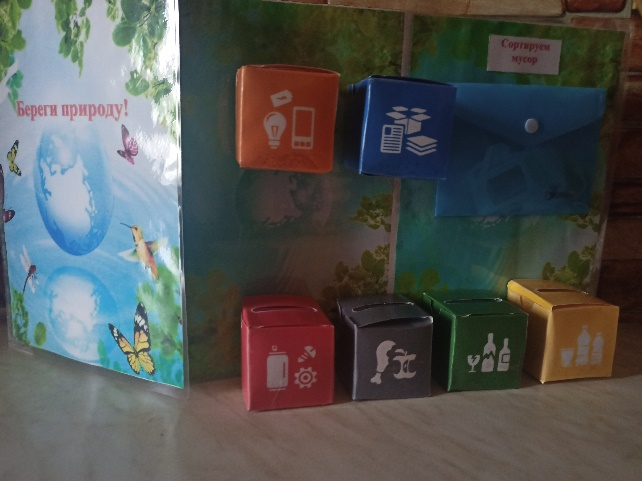 Береги природу!
Сортируем
мусор